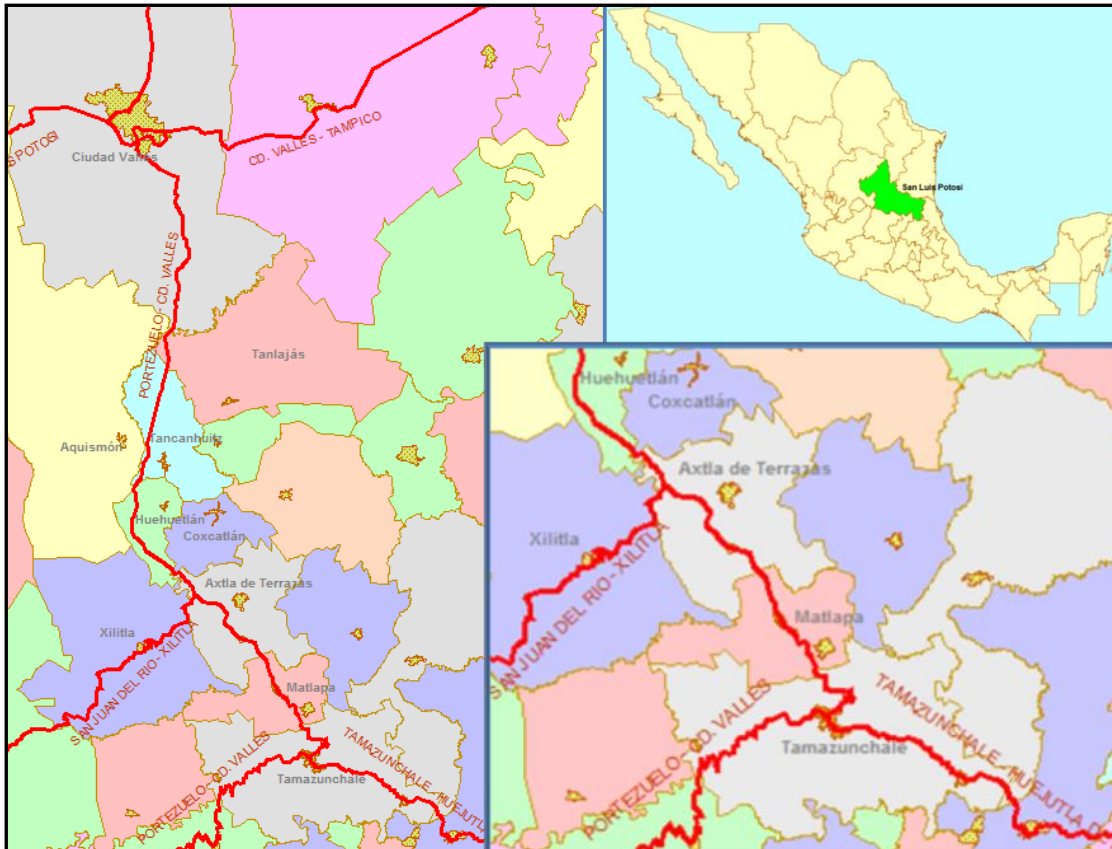 S POTOSI
Ciudad Valles
CD. VALLES - TAMPICO
PORTEZUELO - CD. VALLES
Tanlajás
Aquismón
Tancanhuitz
Huehuetlán
Coxcatlán
Axtla de Terrazas
Xilitla
SAN JUAN DEL RIO - XILITLA
Matlapa
PORTEZUELO - CD. VALLES
TAMAZUNCHALE - HUEJUTLA
Tamazunchale
San Luis Potosi
Huehuetlán
Coxcatlán
Axtla de Terrazas
Xilitla
SAN JUAN DEL RIO - XILITLA
Matlapa
PORTEZUELO - CD. VALLES
TAMAZUNCHALE - HUEJUTLA
Tamazunchale